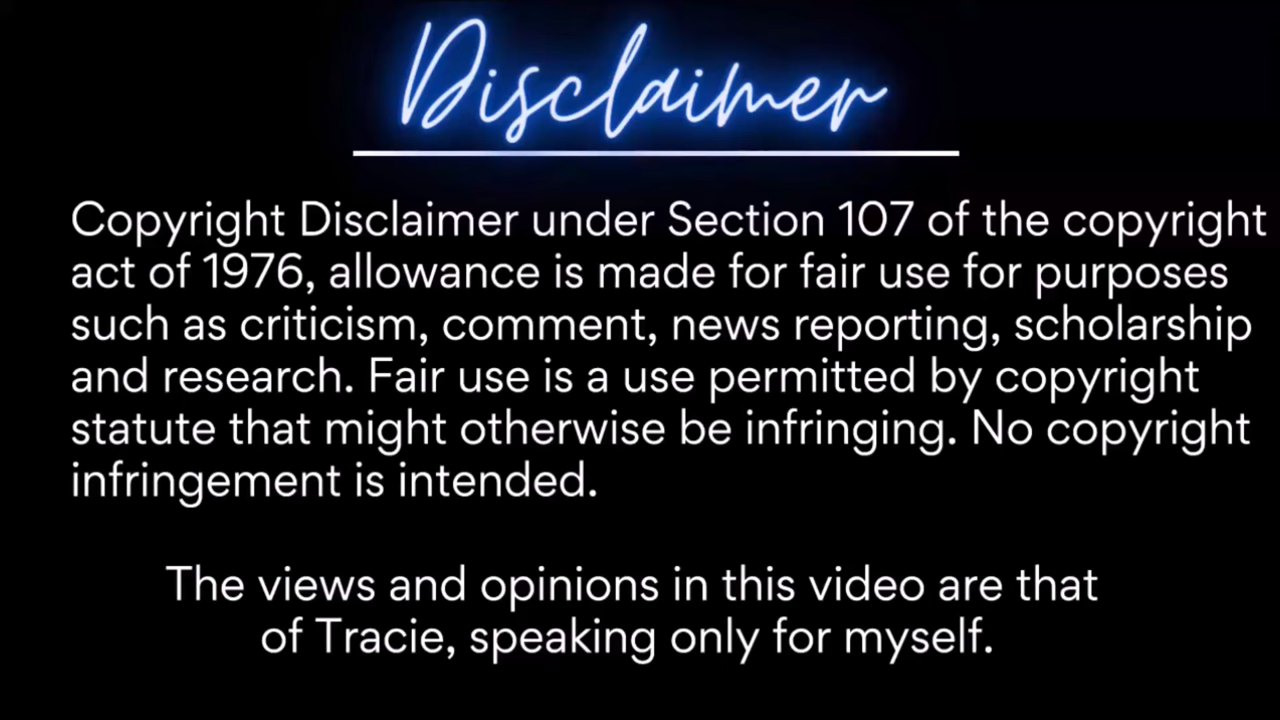 Disclaimer
Copyright Disclaimer under Section 107 of the copyright
act of 1976, allowance is made for fair use for purposes
such as criticism, comment, news reporting, scholarship
and research. Fair use is a use permitted by copyright
statute that might otherwise be infringing. No copyright
infringement is intended.
The views and opinions in this video are that
of Tracie, speaking only for myself.